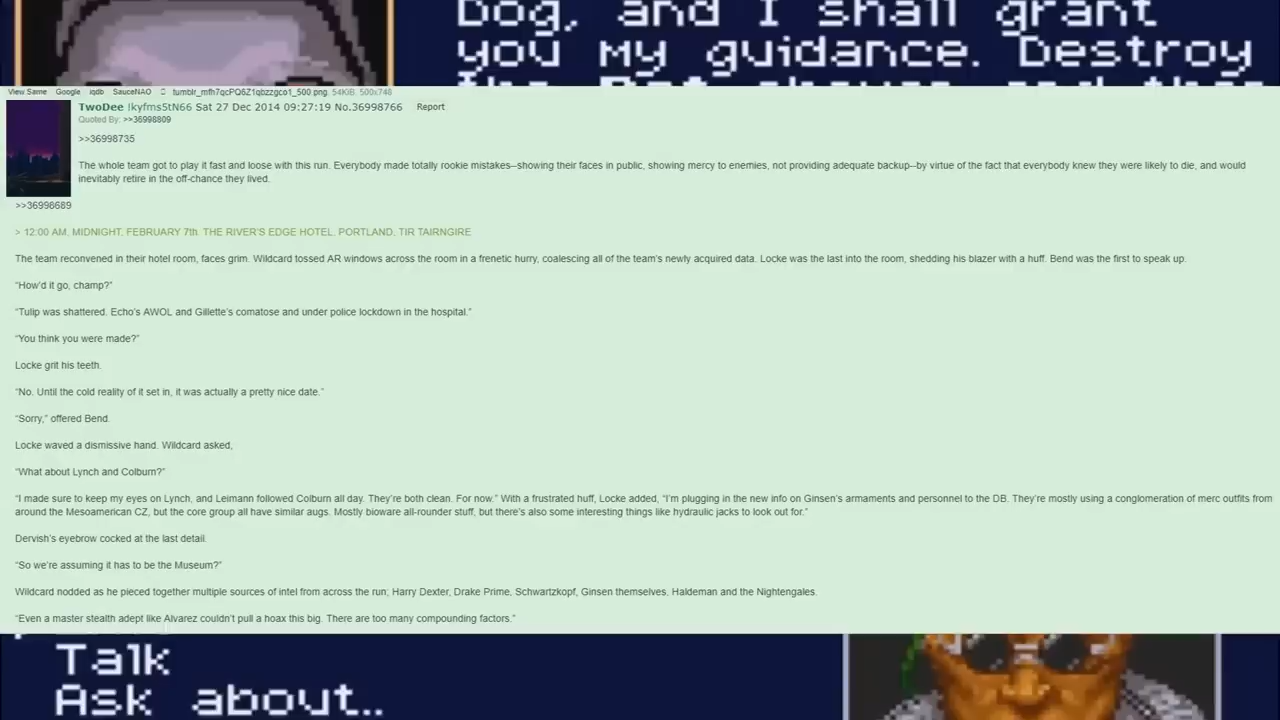 Dog, and I shall grant
you my guidance. Destroy
View Same Google iqdb SauceNAO tumblr_mfh7qcPQ6Z1qbzzgco1_500 png. 54KiB 500x748
TwoDee !kyfms5tN66 Sat 27 Dec 2014 09:27:19 No.36998766 Report
Quoted By: >>36998809
>>36998735
The whole team got to play it fast and loose with this run. Everybody made totally rookie mistakes--showing their faces in public, showing mercy to enemies, not providing adequate backup--by virtue of the fact that everybody knew they were likely to die, and would
inevitably retire in the off-chance they lived.
>>36998689
> 12:00 AM, MIDNIGHT, FEBRUARY 7th. THE RIVER'S EDGE HOTEL. PORTLAND, TIR TAIRNGIRE
The team reconvened in their hotel room, faces grim. Wildcard tossed AR windows across the room in a frenetic hurry, coalescing all of the team's newly acquired data. Locke was the last into the room, shedding his blazer with a huff. Bend was the first to speak up.
“How'd it go, champ?”
“Tulip was shattered. Echo's AWOL and Gillette's comatose and under police lockdown in the hospital.”
“You think you were made?”
Locke grit his teeth.
“No. Until the cold reality of it set in, it was actually a pretty nice date.”
“Sorry,” offered Bend.
Locke waved a dismissive hand. Wildcard asked,
“What about Lynch and Colburn?”
“I made sure to keep my eyes on Lynch, and Leimann followed Colburn all day. They're both clean. For now.” With a frustrated huff, Locke added, “I'm plugging in the new info on Ginsen's armaments and personnel to the DB. They're mostly using a conglomeration of merc outfits from
around the Mesoamerican CZ, but the core group all have similar augs. Mostly bioware all-rounder stuff, but there's also some interesting things like hydraulic jacks to look out for.”
Dervish's eyebrow cocked at the last detail.
“So we're assuming it has to be the Museum?”
Wildcard nodded as he pieced together multiple sources of intel from across the run; Harry Dexter, Drake Prime, Schwartzkopf, Ginsen themselves, Haldeman and the Nightengales.
“Even a master stealth adept like Alvarez couldn't pull a hoax this big. There are too many compounding factors.”
Talk
Ask about..